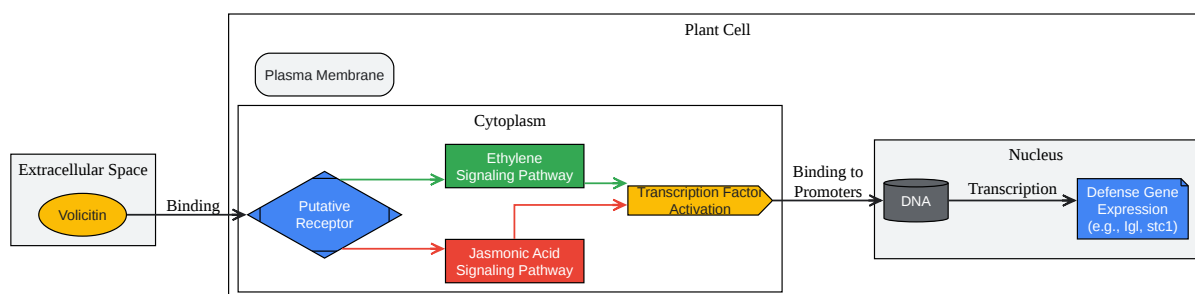 Plant Cell
Plasma Membrane
Cytoplasm
Extracellular Space
Volicitin
Binding
Putative
Receptor
Ethylene
Signaling Pathway
Jasmonic Acid
Signaling Pathway
Transcription Factor
Activation
Binding to
Promoters
Nucleus
DNA
Transcription
Defense Gene
Expression
(e.g., Igl, stc1)